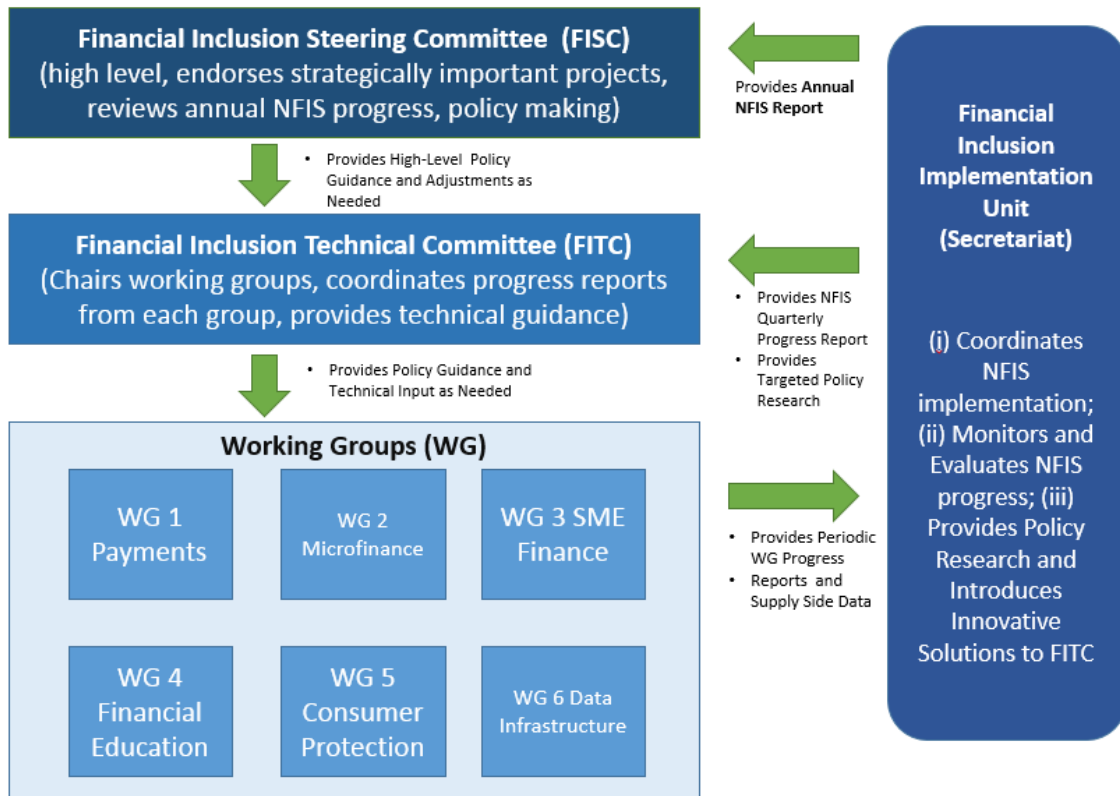 Financial Inclusion Steering Committee (FISC)
(high level, endorses strategically important projects,
reviews annual NFIS progress, policy making)
Provides Annual
NFIS Report
• Provides High-Level Policy
Guidance and Adjustments as
Needed
Financial Inclusion Technical Committee (FITC)
(Chairs working groups, coordinates progress reports
from each group, provides technical guidance)
• Provides NFIS
Quarterly
Progress Report
• Provides
Targeted Policy
Research
• Provides Policy Guidance and
Technical Input as Needed
Working Groups (WG)
WG 1
Payments
WG 2
Microfinance
WG 3 SME
Finance
WG 4
Financial
Education
WG 5
Consumer
Protection
WG 6 Data
Infrastructure
• Provides Periodic
WG Progress
• Reports and
Supply Side Data
Financial
Inclusion
Implementation
Unit
(Secretariat)
(i) Coordinates
NFIS
implementation;
(ii) Monitors and
Evaluates NFIS
progress; (iii)
Provides Policy
Research and
Introduces
Innovative
Solutions to FITC